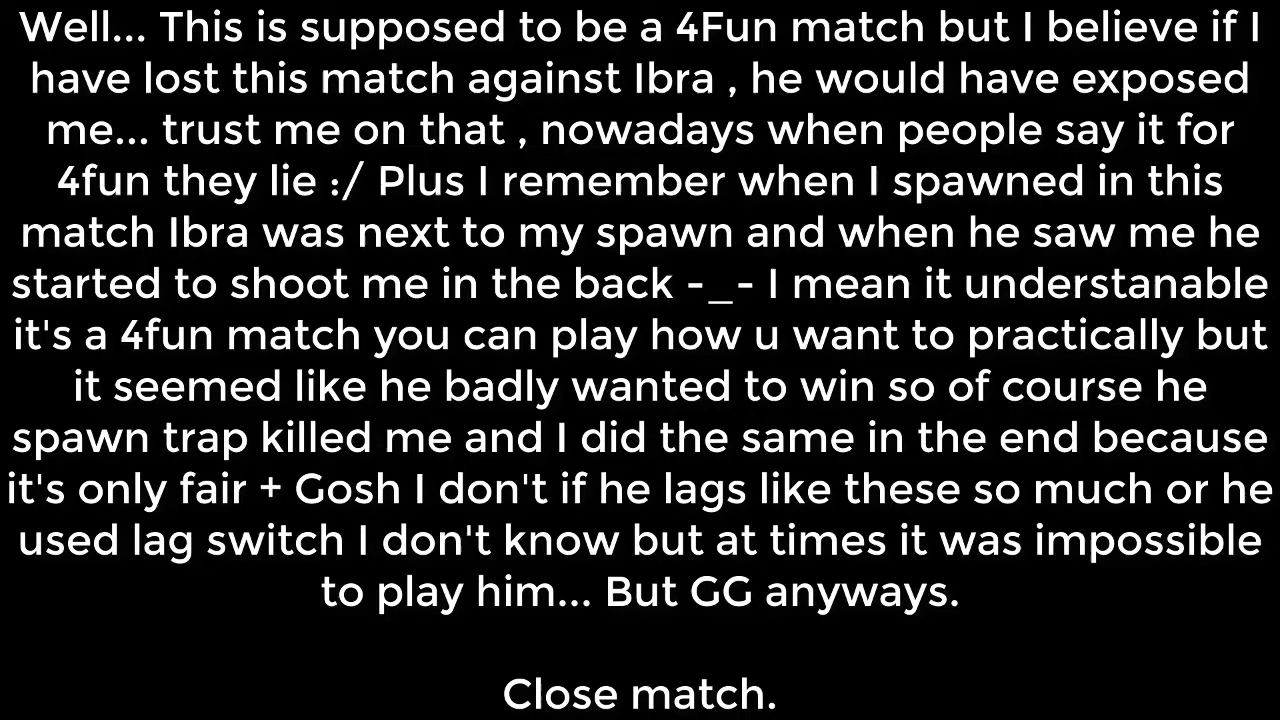 Well... This is supposed to be a 4Fun match but I believe if I
have lost this match against Ibra , he would have exposed
me... trust me on that , nowadays when people say it for
4fun they lie :/ Plus I remember when I spawned in this
match Ibra was next to my spawn and when he saw me he
started to shoot me in the back -_- I mean it understanable
it's a 4fun match you can play how u want to practically but
it seemed like he badly wanted to win so of course he
spawn trap killed me and I did the same in the end because
it's only fair + Gosh I don't if he lags like these so much or he
used lag switch I don't know but at times it was impossible
to play him... But GG anyways.
Close match.